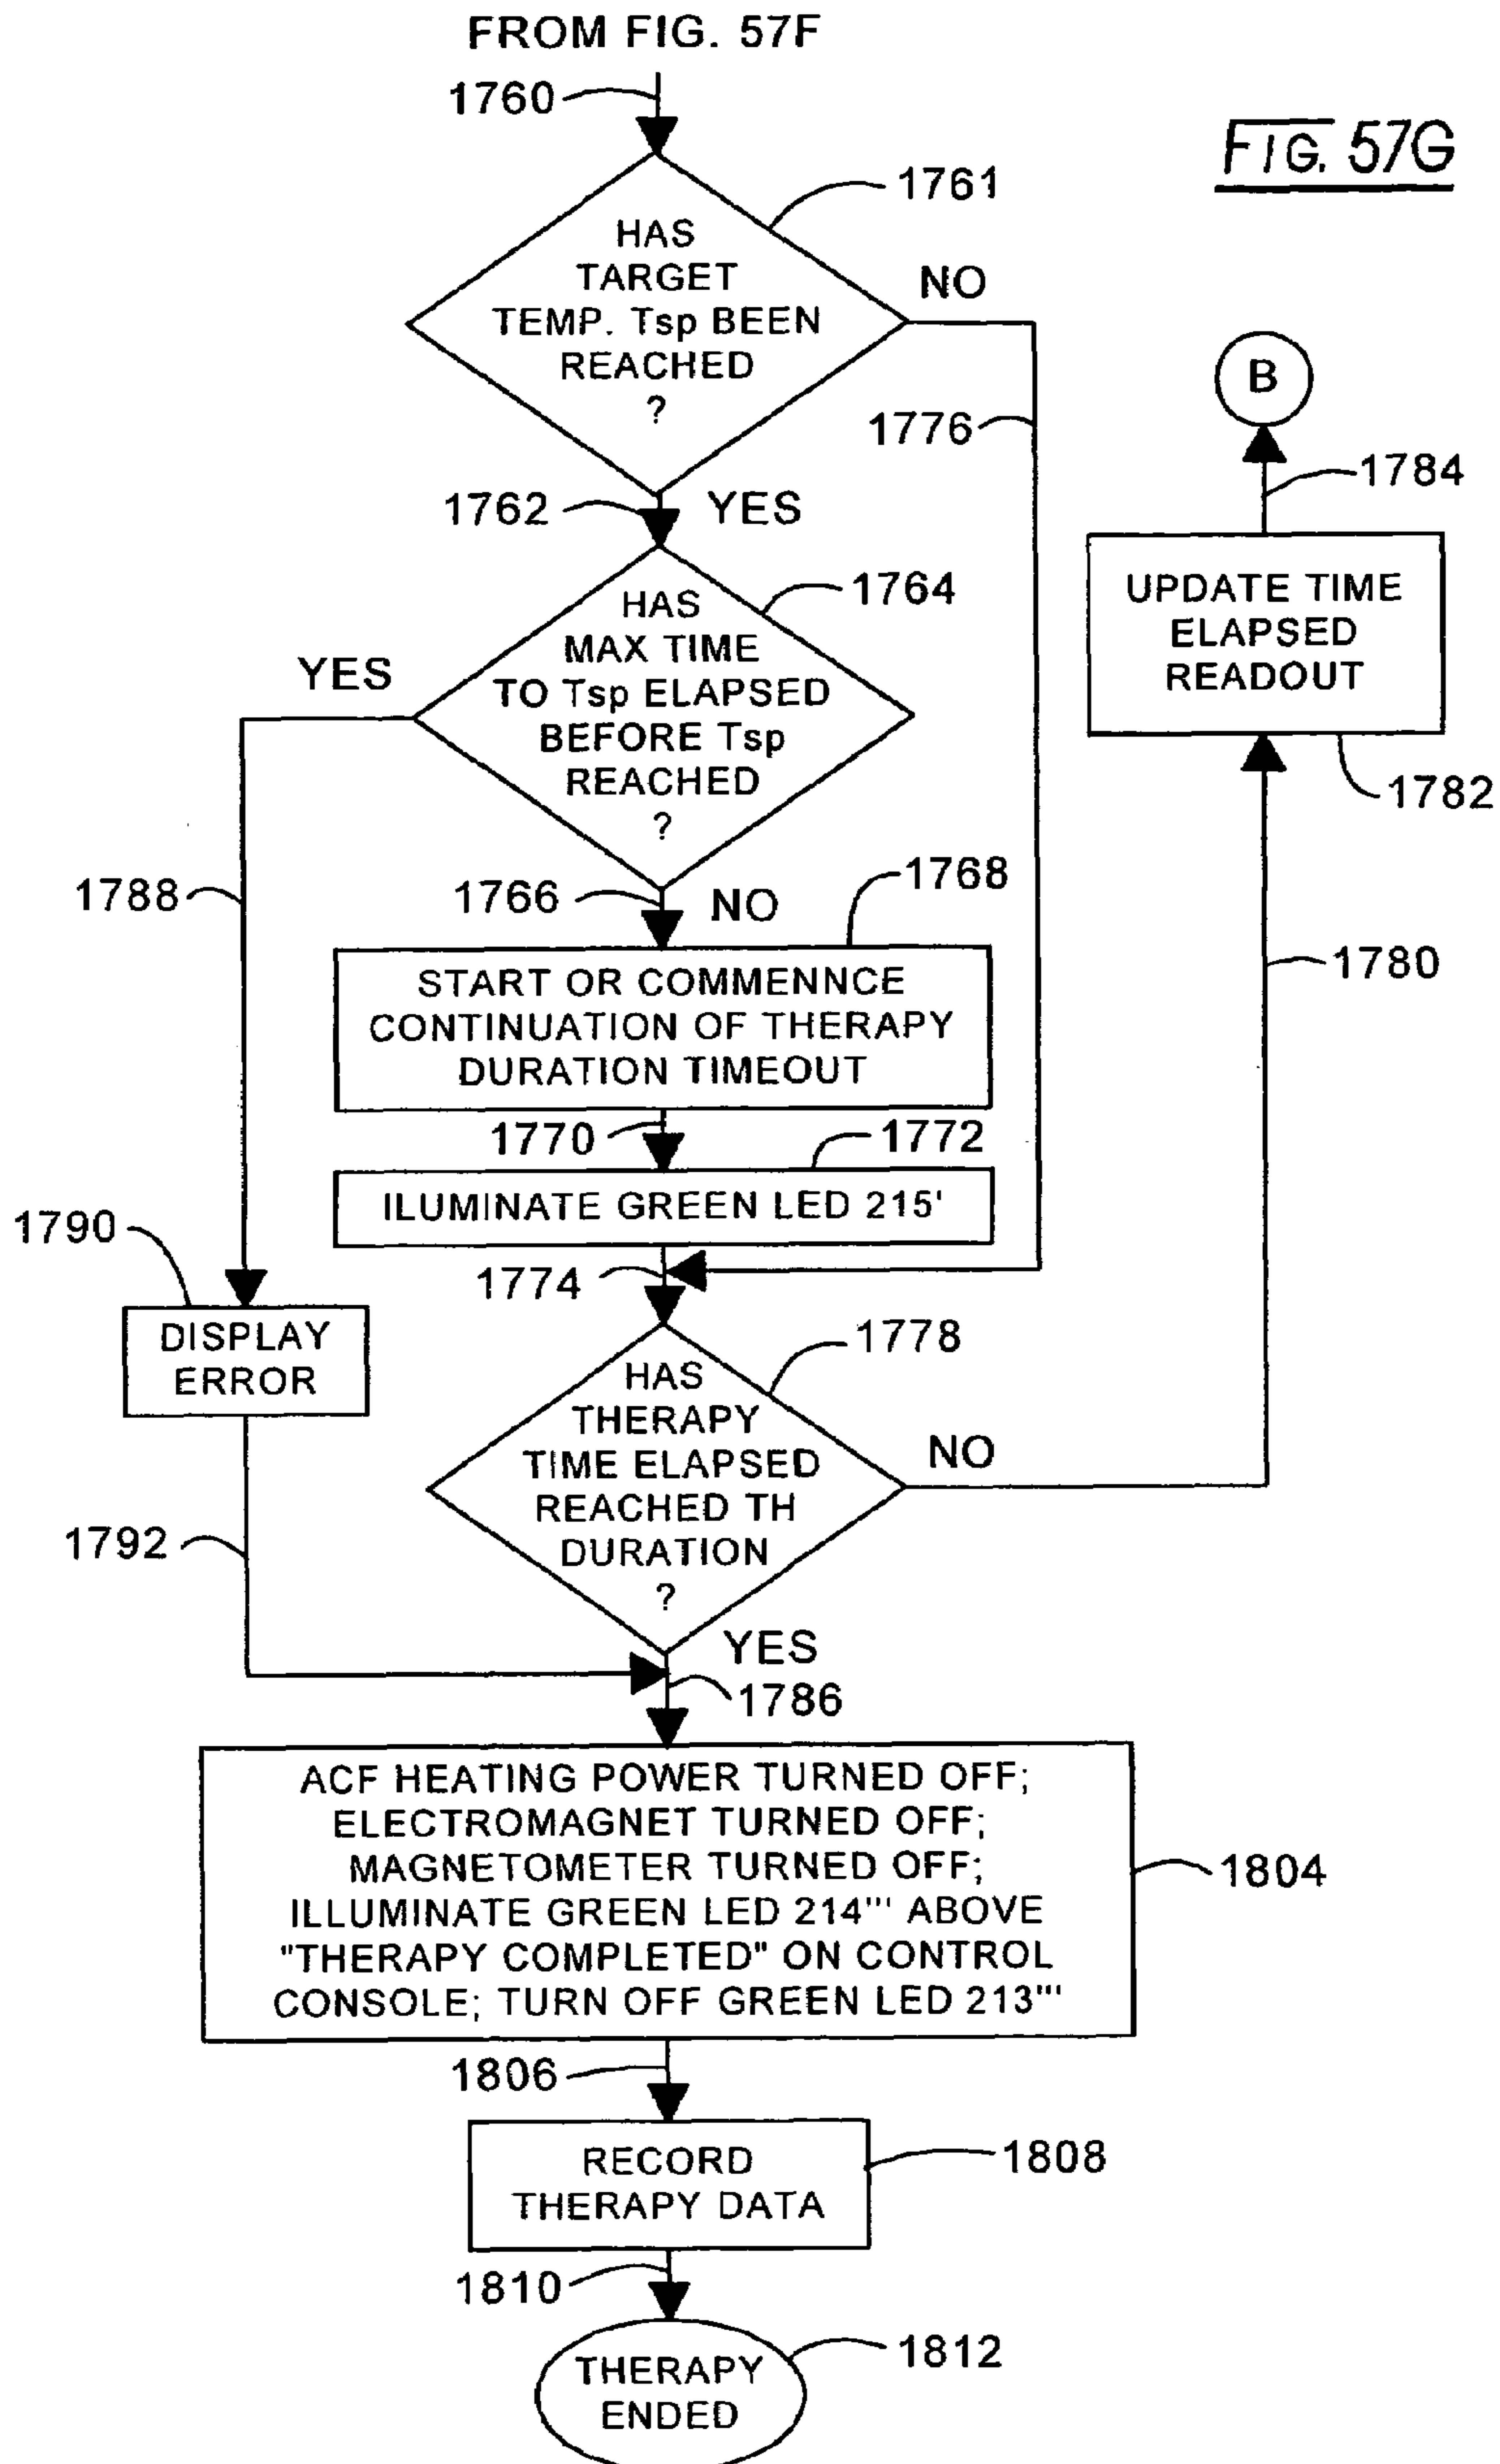 FROM FIG. 57F
1760
FIG. 57G
1761
HAS
TARGET
TEMP. Tsp BEEN
REACHED
?
NO
1776
B
1784
1762
YES
UPDATE TIME
ELAPSED
READOUT
1782
1764
HAS
MAX TIME
TO Tsp ELAPSED
BEFORE Tsp
REACHED
?
YES
1788
1766
NO
1768
1780
START OR COMMENNCE
CONTINUATION OF THERAPY
DURATION TIMEOUT
1770
1772
ILUMINATE GREEN LED 215'
1790
1774
DISPLAY
ERROR
1778
HAS
THERAPY
TIME ELAPSED
REACHED TH
DURATION
?
NO
1792
YES
1786
ACF HEATING POWER TURNED OFF;
ELECTROMAGNET TURNED OFF;
MAGNETOMETER TURNED OFF;
ILLUMINATE GREEN LED 214''' ABOVE
"THERAPY COMPLETED" ON CONTROL
CONSOLE; TURN OFF GREEN LED 213'''
1804
1806
RECORD
THERAPY DATA
1808
1810
THERAPY
ENDED
1812